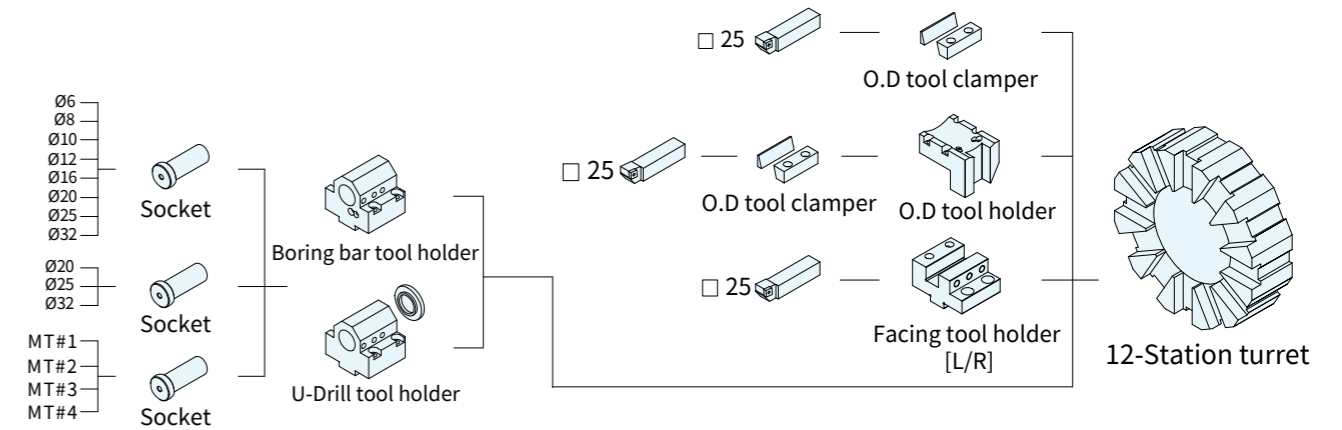 □ 25
O.D tool clamper
□ 25
O.D tool clamper
O.D tool holder
□ 25
Facing tool holder
[L/R]
12-Station turret
Ø6
Ø8
Ø10
Ø12
Ø16
Ø20
Ø25
Ø32
Socket
Ø20
Ø25
Ø32
Socket
MT#1
MT#2
MT#3
MT#4
Socket
Boring bar tool holder
U-Drill tool holder